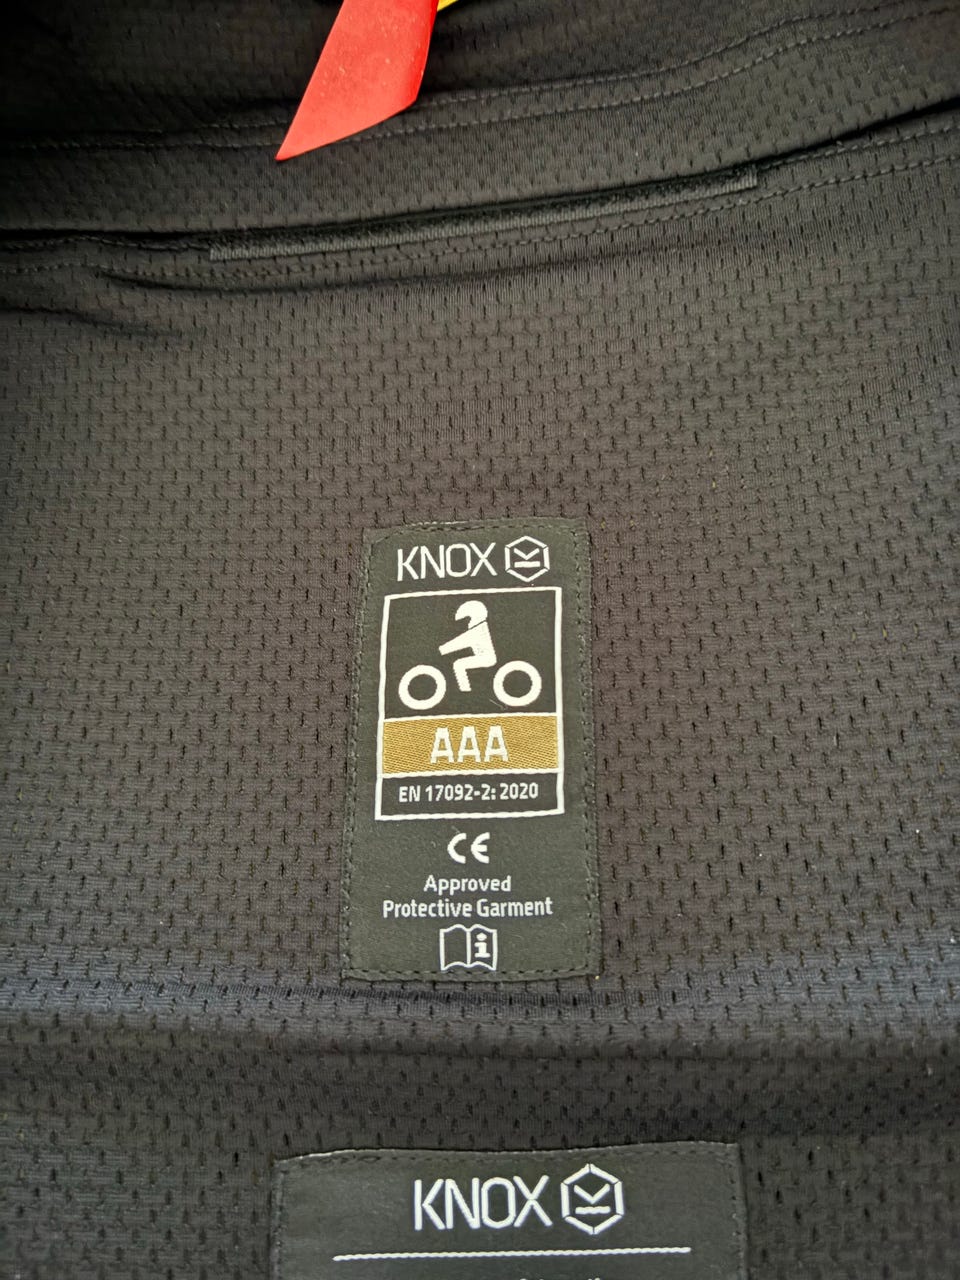 KNOX
AAA
EN 17092-2: 2020
CE
Approved
Protective Garment
i
KNOX